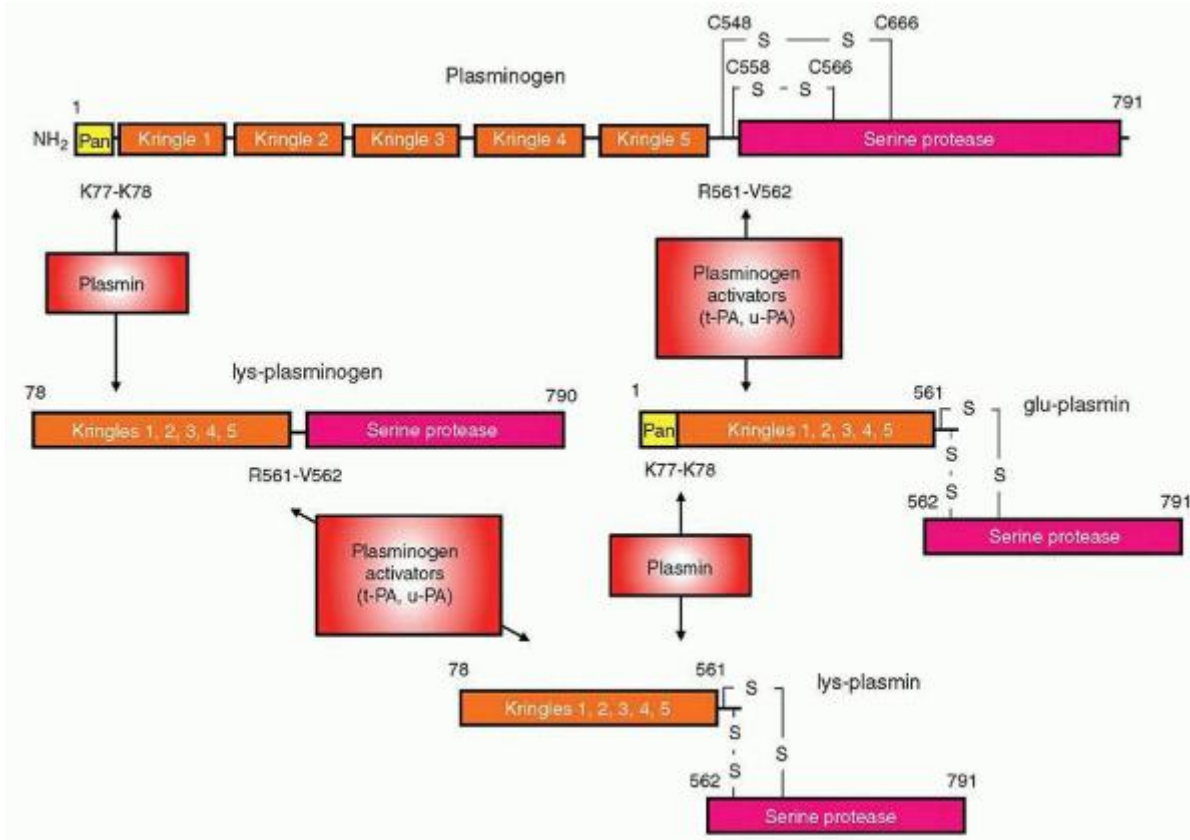 C548 C666
S S
C558 C566
S - S
Plasminogen
1 791
NH2 Pan Kringle 1 Kringle 2 Kringle 3 Kringle 4 Kringle 5 Serine protease
K77-K78 R561-V562
Plasmin
Plasminogen
activators
(t-PA, u-PA)
lys-plasminogen
78 790
Kringles 1, 2, 3, 4, 5 Serine protease
R561-V562
1 561
glu-plasmin
Pan Kringles 1, 2, 3, 4, 5
K77-K78
S
S
S
S
562 791
Serine protease
Plasminogen
activators
(t-PA, u-PA)
Plasmin
78 561
lys-plasmin
Kringles 1, 2, 3, 4, 5
S
S
S
S
562 791
Serine protease